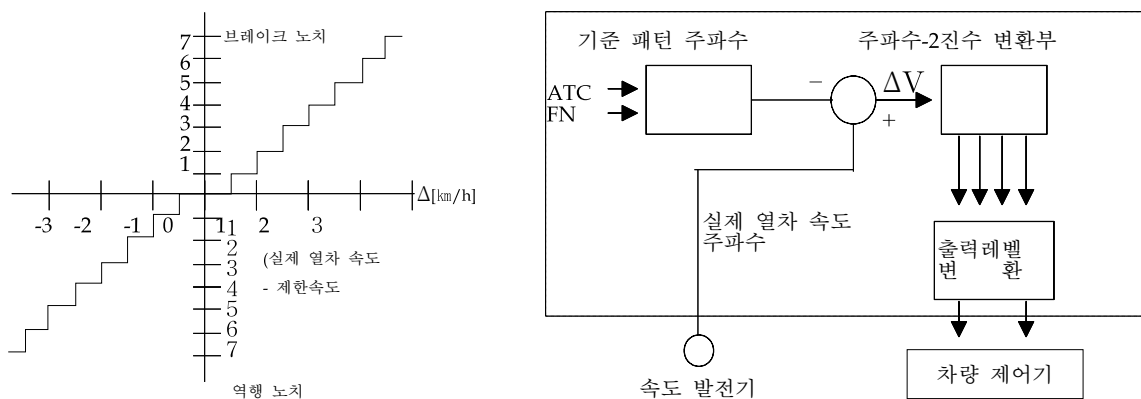 브레이크 노치
7
6
5
4
3
2
1
Δ[㎞/h]
-3 -2 -1 0 1 2 3
1
2
3
4
5
6
7
(실제 열차 속도
- 제한속도
역행 노치
기준 패턴 주파수
주파수-2진수 변환부
ATC
FN
−
ΔV
+
실제 열차 속도
주파수
출력레벨
변 환
속도 발전기
차량 제어기